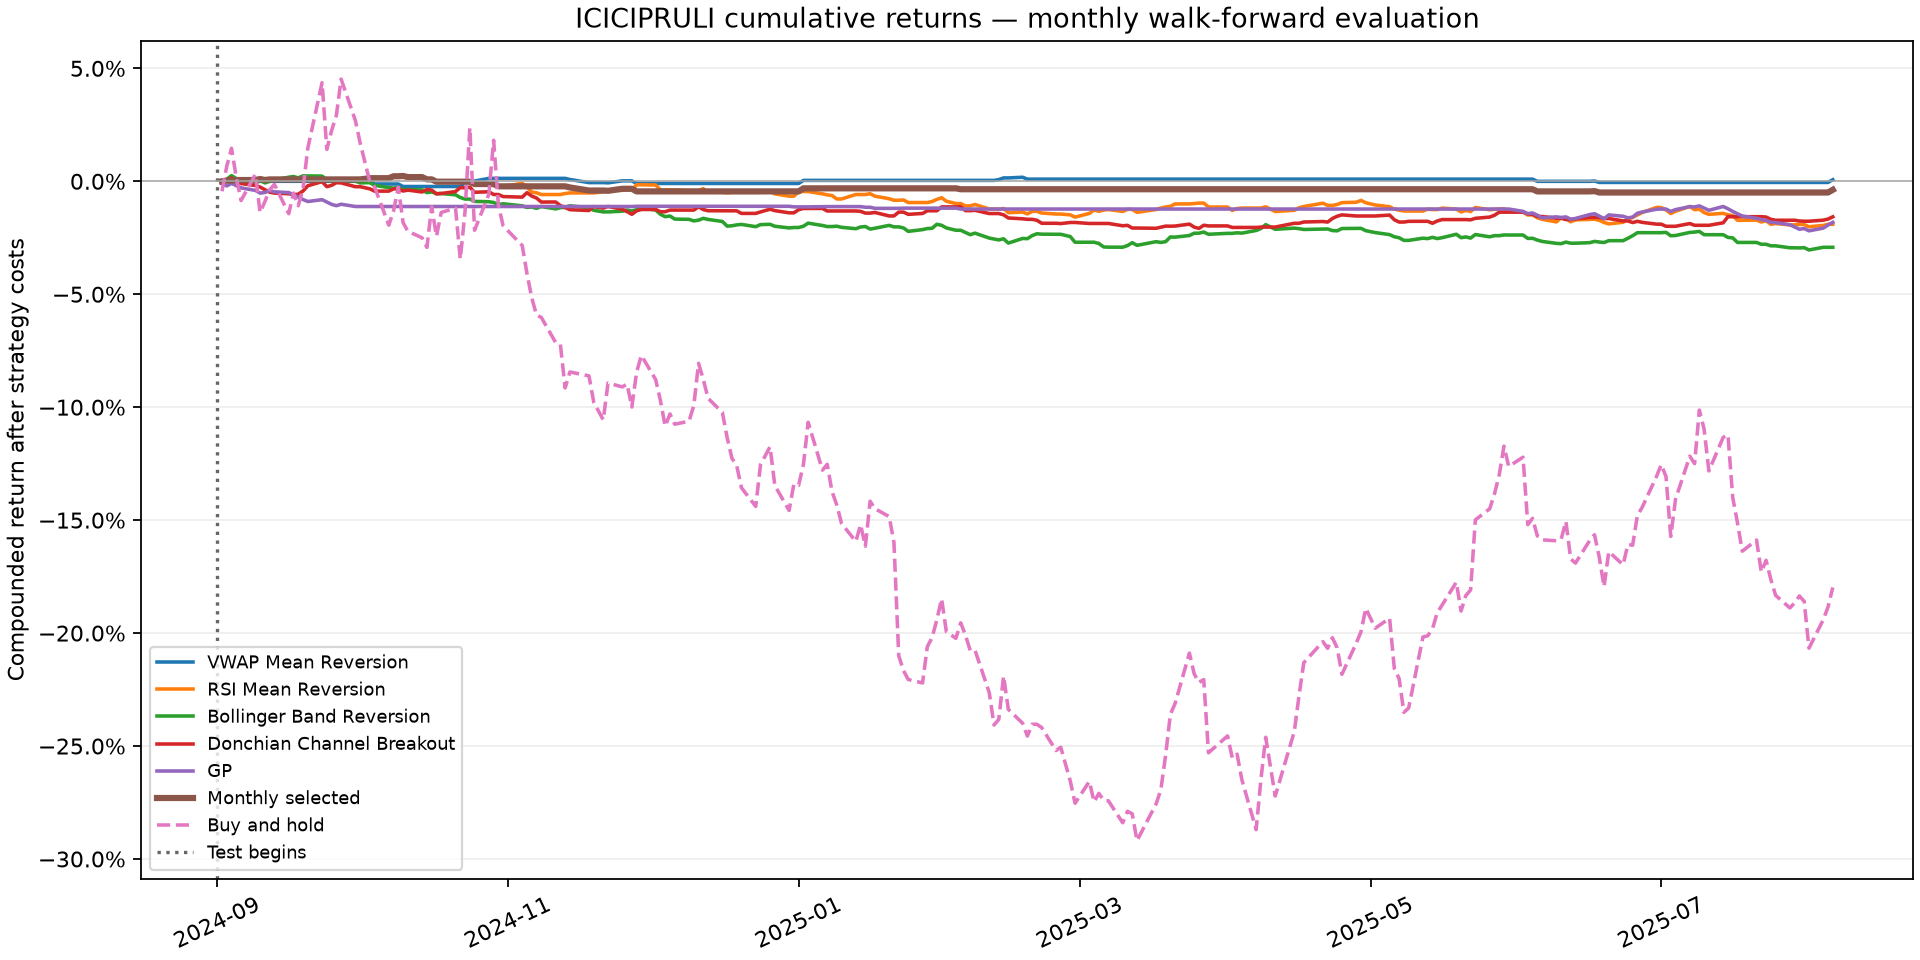 ICICIPRULI cumulative returns — monthly walk-forward evaluation
Compounded return after strategy costs
5.0%
0.0%
−5.0%
−10.0%
−15.0%
−20.0%
−25.0%
−30.0%
VWAP Mean Reversion
RSI Mean Reversion
Bollinger Band Reversion
Donchian Channel Breakout
GP
Monthly selected
Buy and hold
Test begins
2024-09
2024-11
2025-01
2025-03
2025-05
2025-07